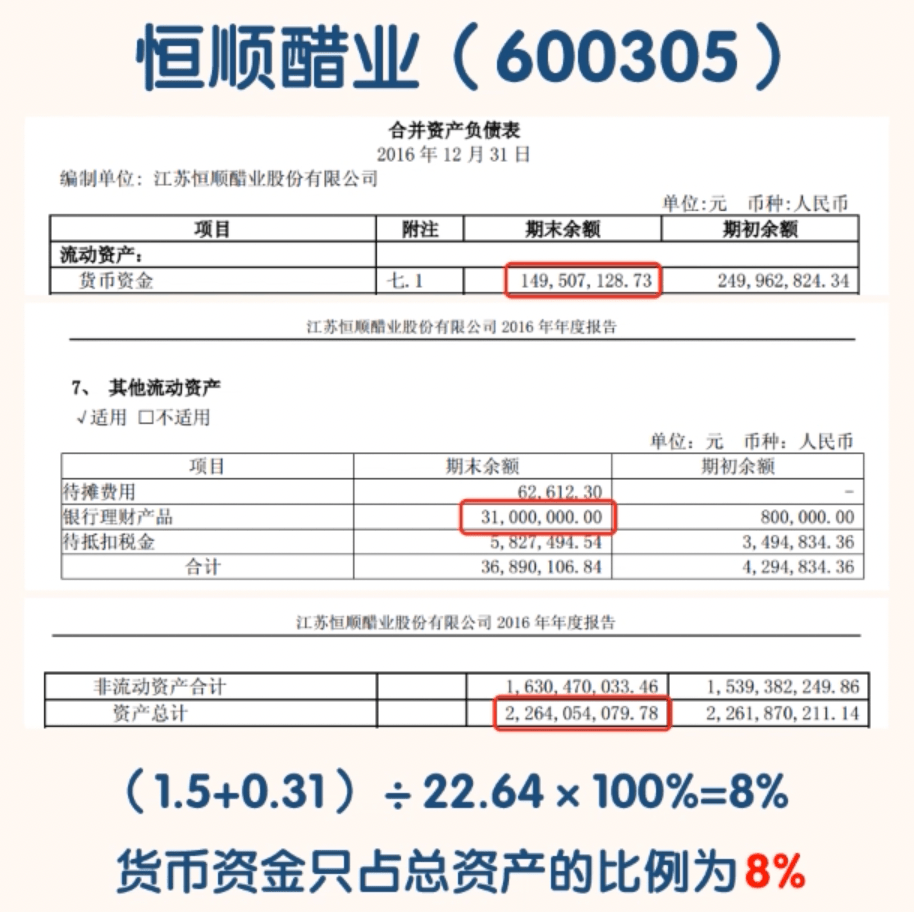 恒顺醋业（600305）
合并资产负债表
2016 年 12 月 31 日
编制单位: 江苏恒顺醋业股份有限公司
单位:元 币种:人民币
项目 附注 期末余额 期初余额
流动资产:
货币资金 七.1 149,507,128.73 249,962,824.34
江苏恒顺醋业股份有限公司 2016 年年度报告
7、 其他流动资产
√适用 □不适用
单位: 元 币种: 人民币
项目 期末余额 期初余额
待摊费用 62,612.30 -
银行理财产品 31,000,000.00 800,000.00
待抵扣税金 5,827,494.54 3,494,834.36
合计 36,890,106.84 4,294,834.36
江苏恒顺醋业股份有限公司 2016 年年度报告
非流动资产合计 1,630,470,033.46 1,539,382,249.86
资产总计 2,264,054,079.78 2,261,870,211.14
（1.5+0.31）÷22.64×100%=8%
货币资金只占总资产的比例为8%